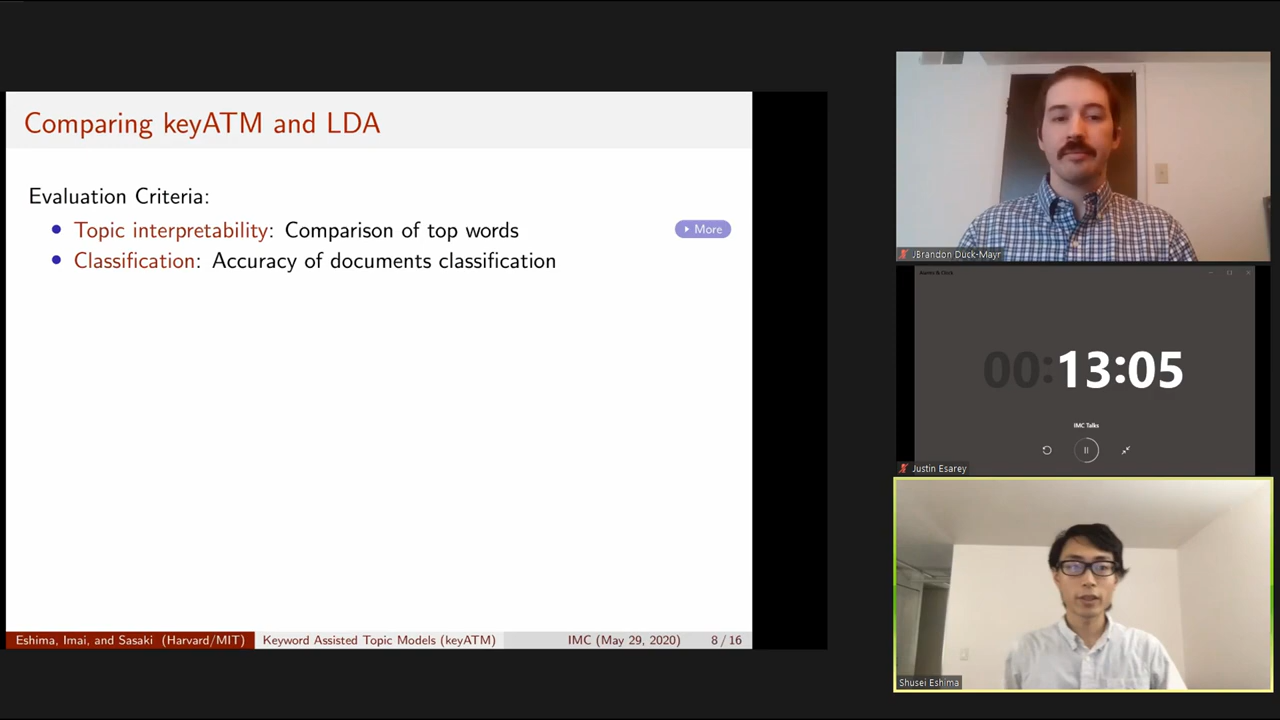 Comparing keyATM and LDA
Evaluation Criteria:
• Topic interpretability: Comparison of top words
More
• Classification: Accuracy of documents classification
Eshima, Imai, and Sasaki (Harvard/MIT)
Keyword Assisted Topic Models (keyATM)
IMC (May 29, 2020)
8 / 16
JBrandon Duck-Mayr
Alarms & Clock
00:13:05
IMC Talks
Justin Esarey
Shusei Eshima